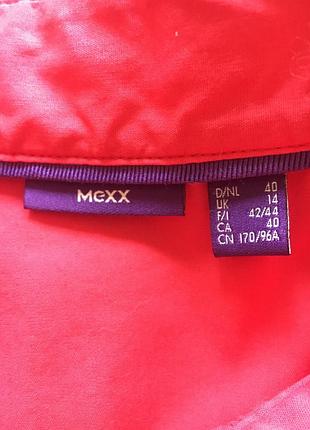 MEXX
D/NL 40
UK 14
F/I 42/44
CA 40
CN 170/96A